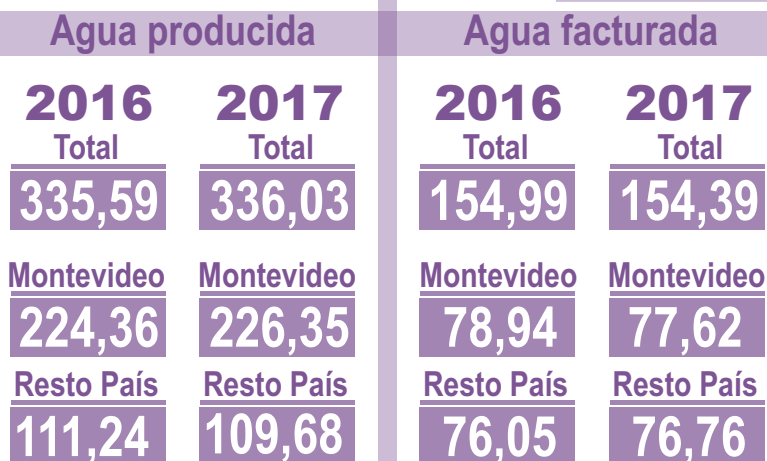 Agua producida Agua facturada
2016 2017 2016 2017
Total Total Total Total
335,59 336,03 154,99 154,39
Montevideo Montevideo Montevideo Montevideo
224,36 226,35 78,94 77,62
Resto País Resto País Resto País Resto País
111,24 109,68 76,05 76,76